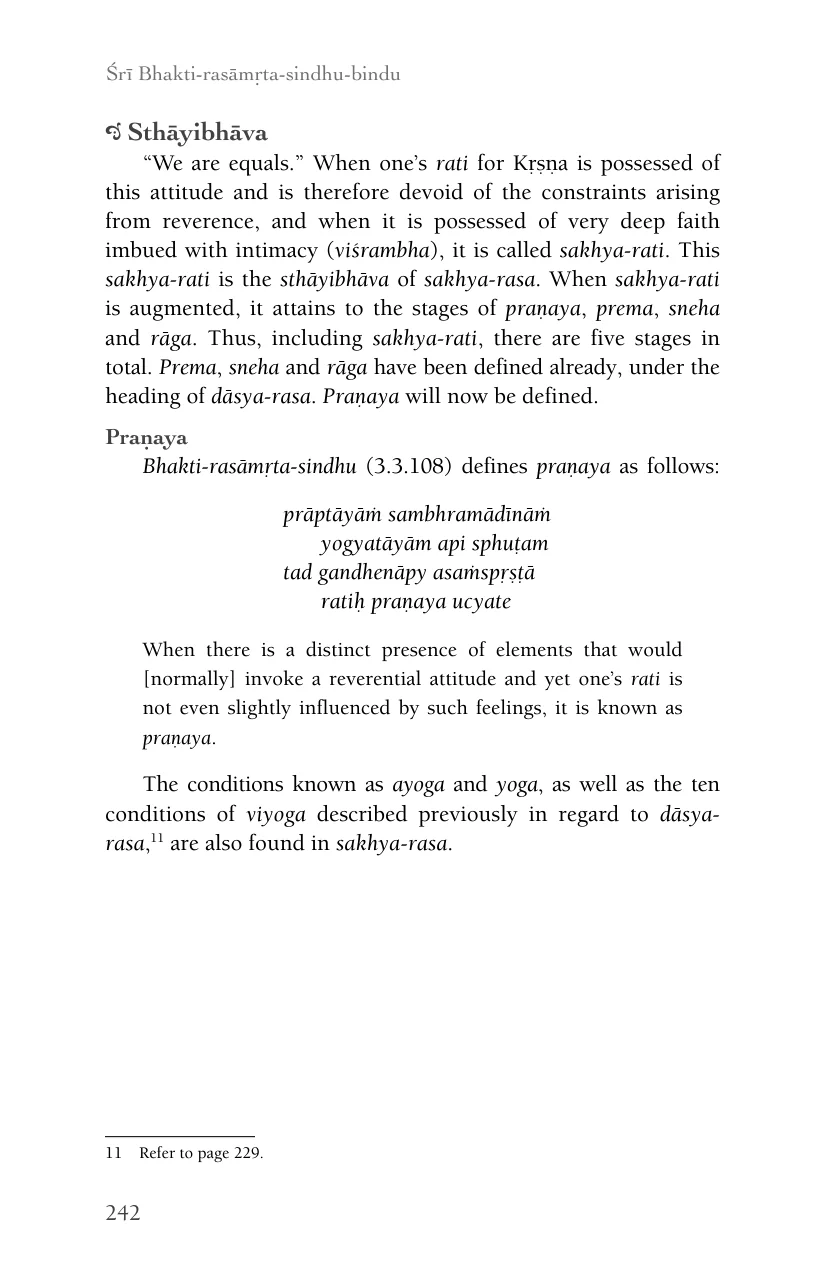 Śrī Bhakti-rasāmṛta-sindhu-bindu
Sthāyibhāva
“We are equals.” When one’s rati for Kṛṣṇa is possessed of
this attitude and is therefore devoid of the constraints arising
from reverence, and when it is possessed of very deep faith
imbued with intimacy (viśrambha), it is called sakhya-rati. This
sakhya-rati is the sthāyibhāva of sakhya-rasa. When sakhya-rati
is augmented, it attains to the stages of praṇaya, prema, sneha
and rāga. Thus, including sakhya-rati, there are five stages in
total. Prema, sneha and rāga have been defined already, under the
heading of dāsya-rasa. Praṇaya will now be defined.
Praṇaya
Bhakti-rasāmṛta-sindhu (3.3.108) defines praṇaya as follows:
prāptāyāṁ sambhramādīnāṁ
yogyatāyām api sphuṭam
tad gandhenāpy asaṁspṛṣṭā
ratiḥ praṇaya ucyate
When there is a distinct presence of elements that would
[normally] invoke a reverential attitude and yet one’s rati is
not even slightly influenced by such feelings, it is known as
praṇaya.
The conditions known as ayoga and yoga, as well as the ten
conditions of viyoga described previously in regard to dāsya-
rasa,11 are also found in sakhya-rasa.
11 Refer to page 229.
242